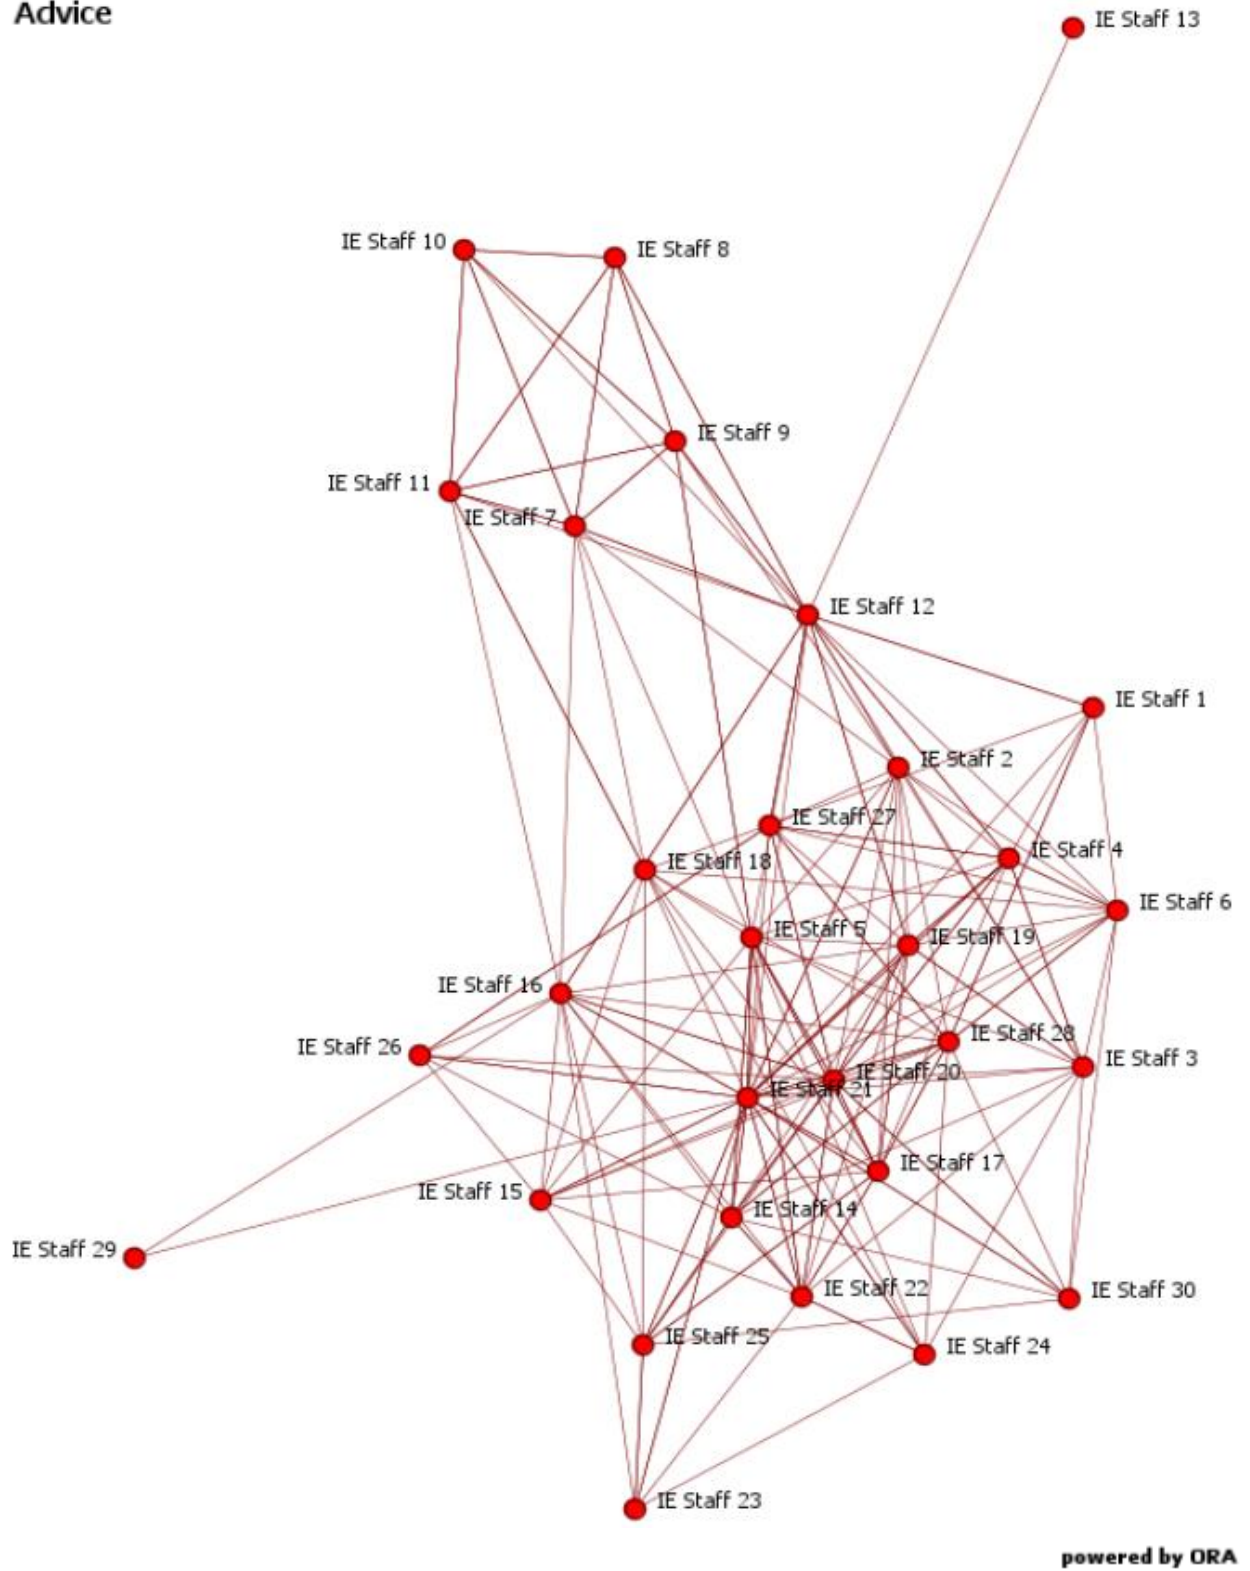 Advice
IE Staff 13
IE Staff 10
IE Staff 8
IE Staff 9
IE Staff 11
IE Staff 7
IE Staff 12
IE Staff 1
IE Staff 2
IE Staff 27
IE Staff 4
IE Staff 18
IE Staff 6
IE Staff 5
IE Staff 19
IE Staff 16
IE Staff 28
IE Staff 26
IE Staff 3
IE Staff 20
IE Staff 21
IE Staff 17
IE Staff 15
IE Staff 14
IE Staff 29
IE Staff 22
IE Staff 30
IE Staff 25
IE Staff 24
IE Staff 23
powered by ORA